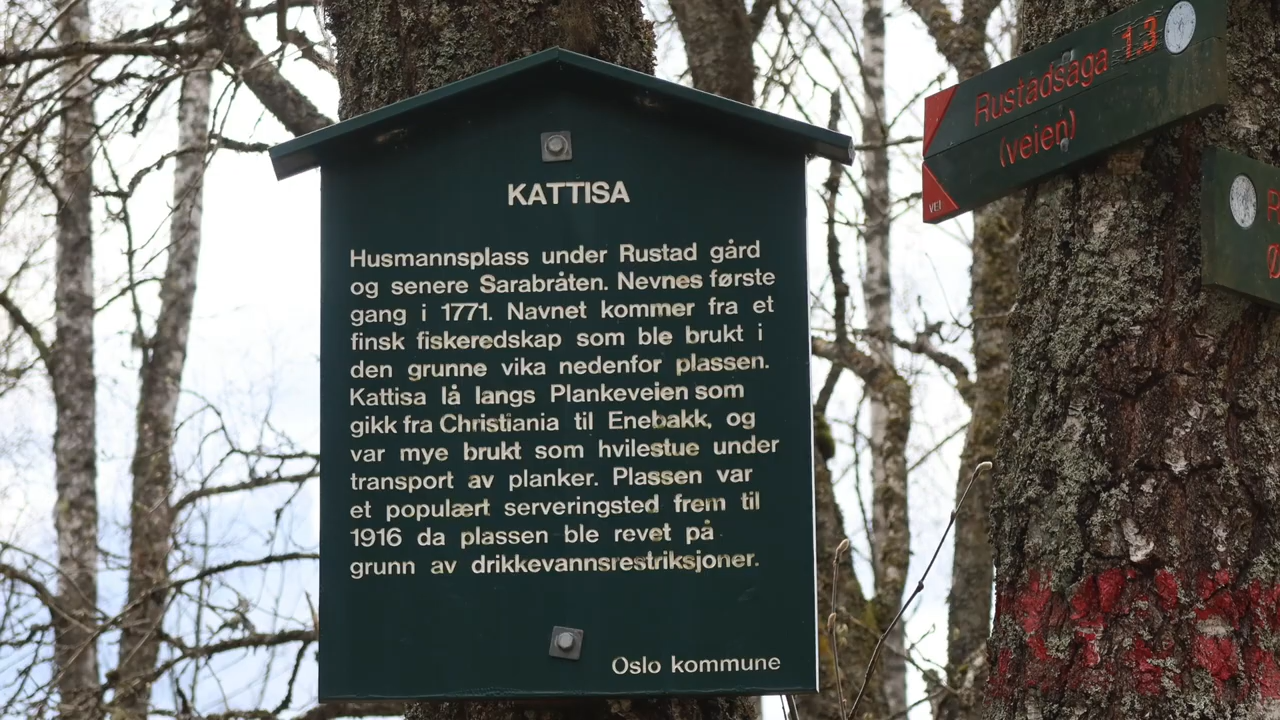 KATTISA
Husmannsplass under Rustad gård
og senere Sarabråten. Nevnes første
gang i 1771. Navnet kommer fra et
finsk fiskeredskap som ble brukt i
den grunne vika nedenfor plassen.
Kattisa lå langs Plankeveien som
gikk fra Christiania til Enebakk, og
var mye brukt som hvilestue under
transport av planker. Plassen var
et populært serveringsted frem til
1916 da plassen ble revet på
grunn av drikkevannsrestriksjoner.
Oslo kommune
Rustadsaga 1.3
(veien)
VEI